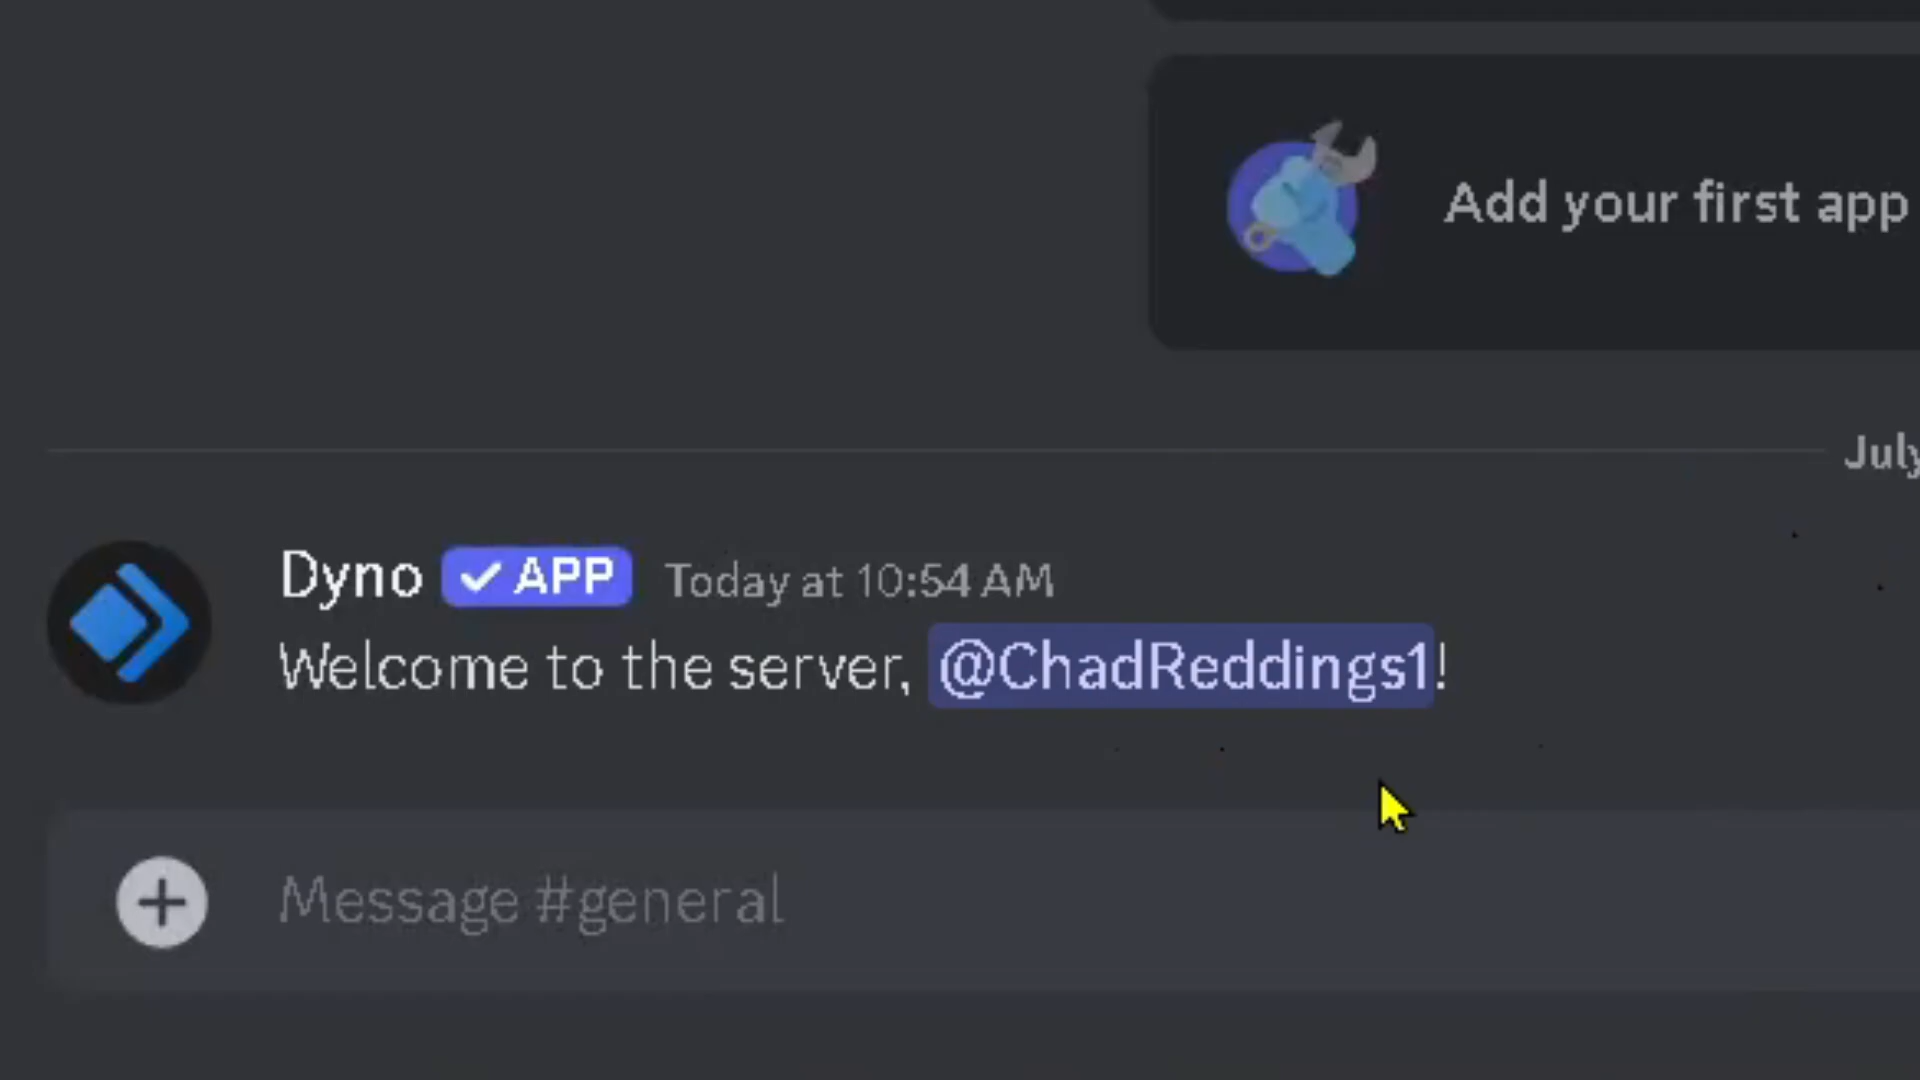 Add your first app
July
Dyno ✓ APP Today at 10:54 AM
Welcome to the server, @ChadReddings1!
Message #general